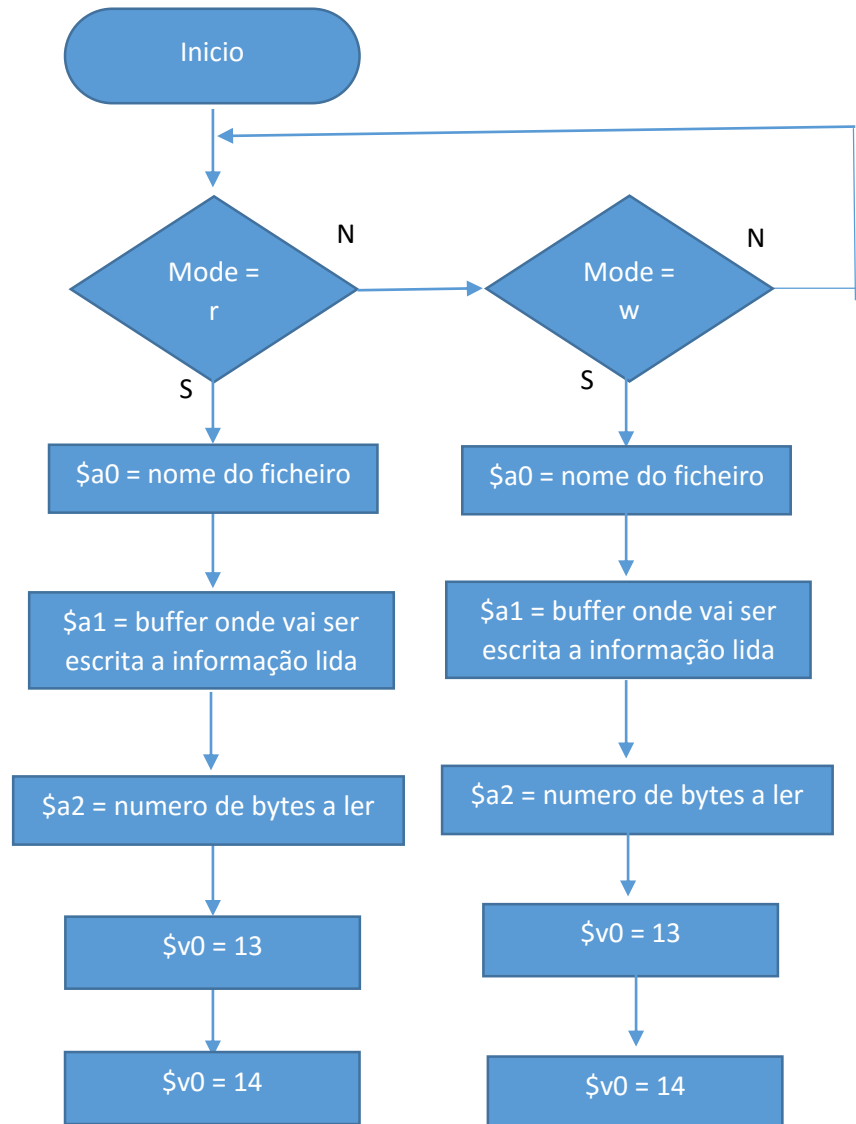 Inicio
N
N
Mode =
r
Mode =
w
S
S
$a0 = nome do ficheiro
$a0 = nome do ficheiro
$a1 = buffer onde vai ser
escrita a informação lida
$a1 = buffer onde vai ser
escrita a informação lida
$a2 = numero de bytes a ler
$a2 = numero de bytes a ler
$v0 = 13
$v0 = 13
$v0 = 14
$v0 = 14